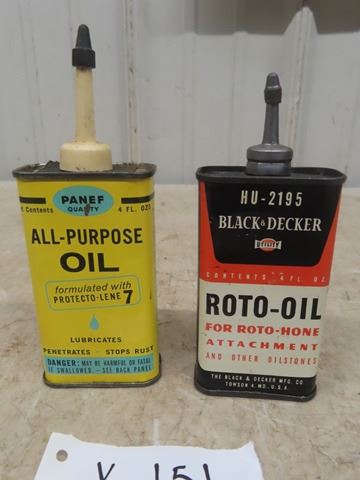 PANEF
QUALITY
Contents 4 FL. OZS
ALL-PURPOSE
OIL
formulated with
PROTECTO-LENE 7
LUBRICATES
PENETRATES STOPS RUST
DANGER: MAY BE HARMFUL OR FATAL
IF SWALLOWED.—SEE BACK PANEL
HU-2195
BLACK & DECKER
CONTENTS 4 FL. OZ.
ROTO-OIL
FOR ROTO-HONE
ATTACHMENT
AND OTHER OILSTONES
THE BLACK & DECKER MFG. CO.
TOWSON 4, MD., U.S.A.
V 151